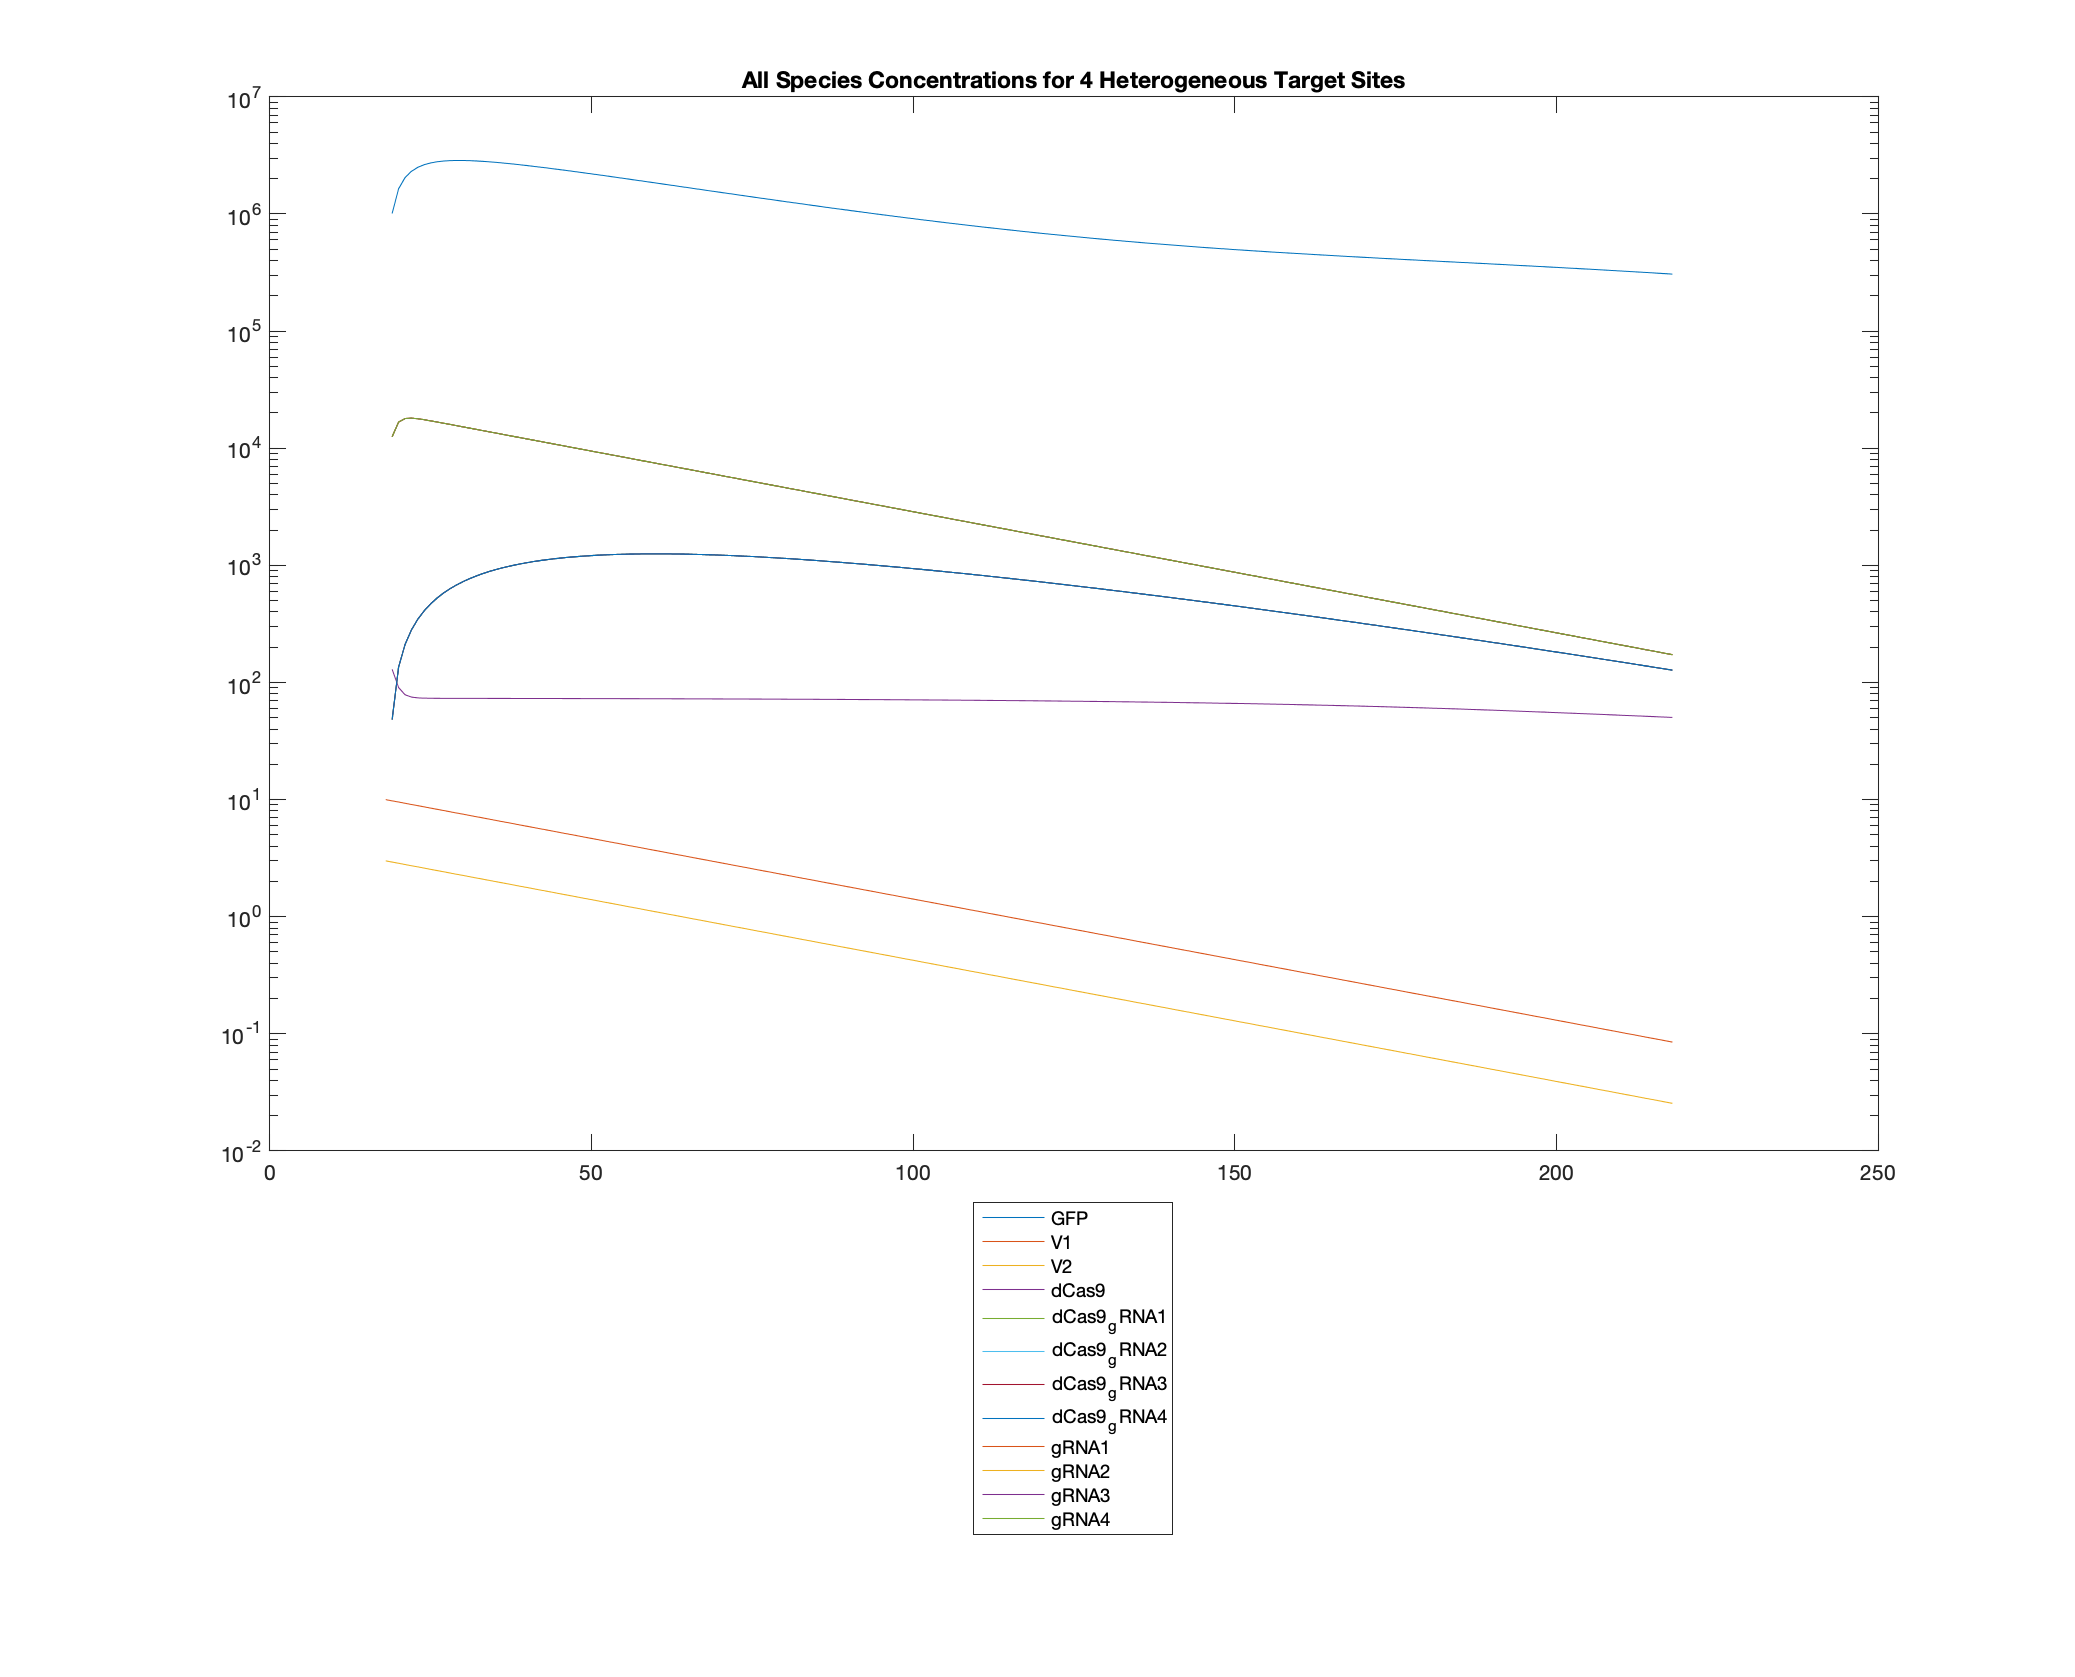 All Species Concentrations for 4 Heterogeneous Target Sites
10^7
10^6
10^5
10^4
10^3
10^2
10^1
10^0
10^-1
10^-2
0 50 100 150 200 250
GFP
V1
V2
dCas9
dCas9_gRNA1
dCas9_gRNA2
dCas9_gRNA3
dCas9_gRNA4
gRNA1
gRNA2
gRNA3
gRNA4